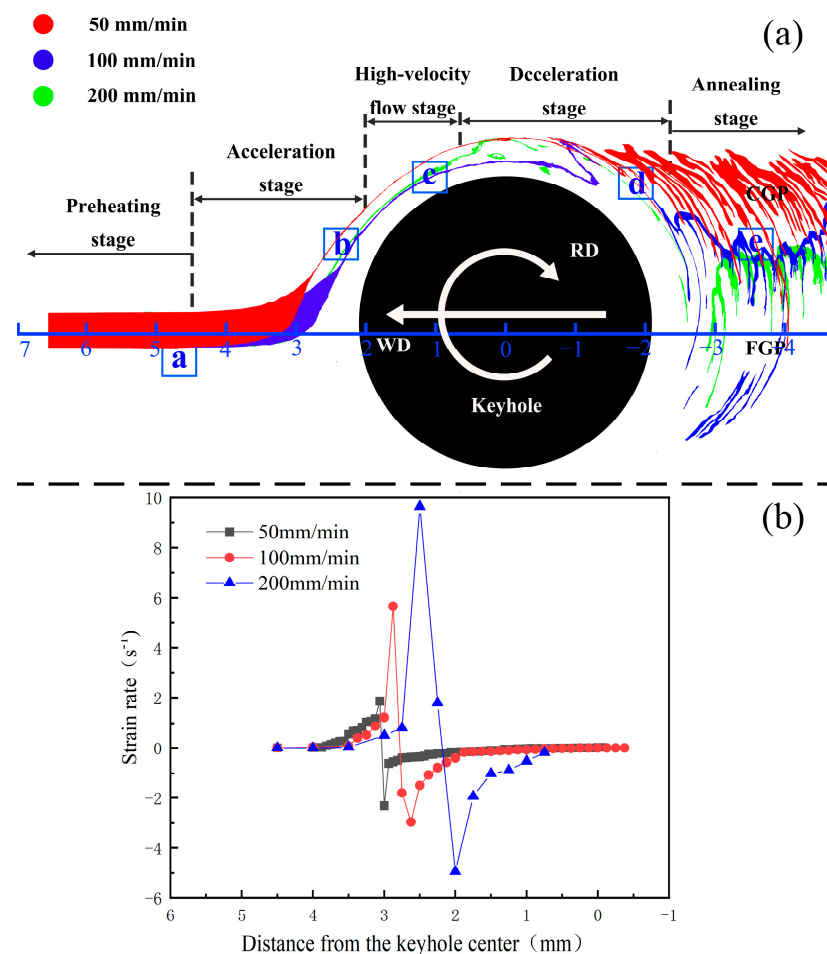 50 mm/min
100 mm/min
200 mm/min
(a)
High-velocity
flow stage
Dcceleration
stage
Annealing
stage
Acceleration
stage
Preheating
stage
a
b
c
d
e
CGP
FGP
RD
WD
Keyhole
7 6 5 4 3 2 1 0 -1 -2 -3 -4
(b)
50mm/min
100mm/min
200mm/min
Strain rate (s⁻¹)
10
8
6
4
2
0
-2
-4
-6
6 5 4 3 2 1 0 -1
Distance from the keyhole center (mm)